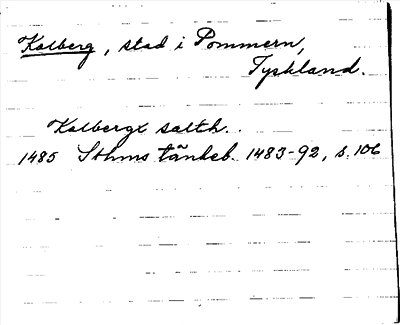 Kolberg, stad i Pommern,
Tyskland.
Kolbergx salth.
1485 Sthms tänkeb. 1483-92, s. 106